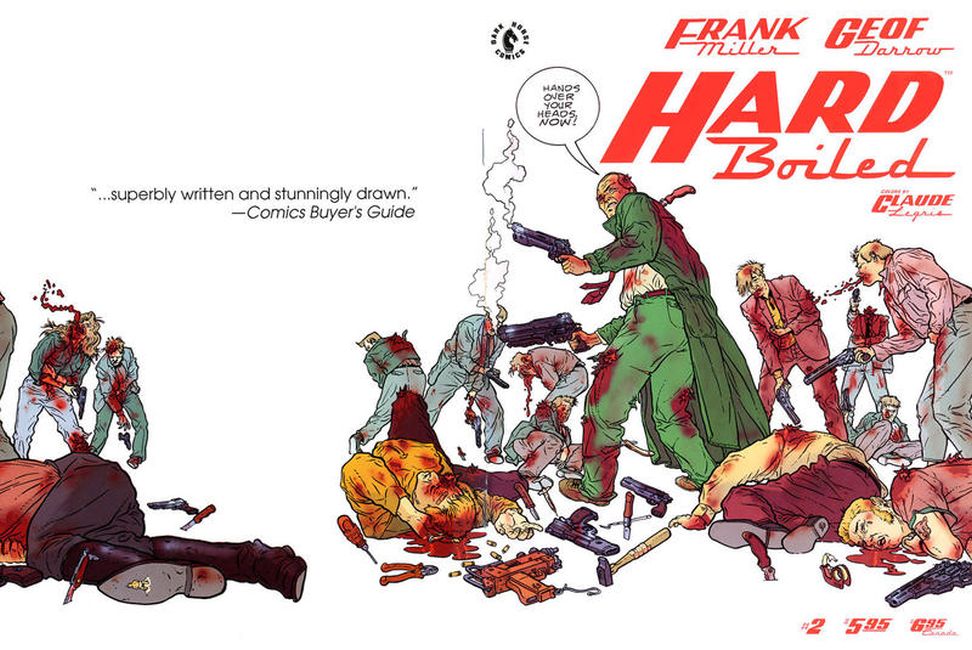 FRANK GEOF
Miller Darrow
HARD™
Boiled
COLORS BY
CLAUDE
Legris
DARK HORSE
COMICS
HANDS
OVER
YOUR
HEADS,
NOW!
"...superbly written and stunningly drawn."
—Comics Buyer's Guide
#2 $5.95 $6.95
Canada